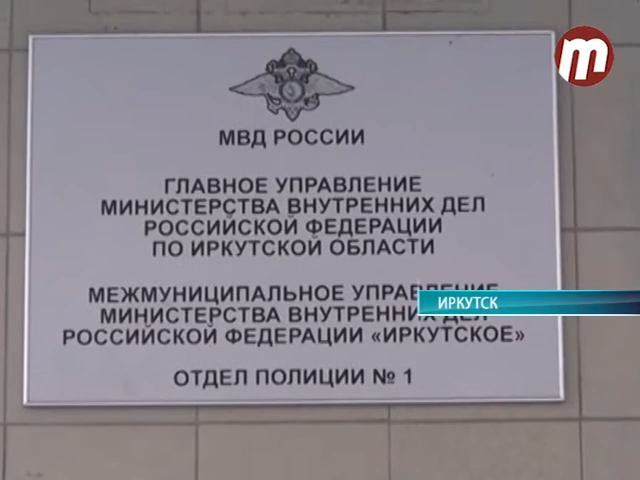 m
МВД РОССИИ
ГЛАВНОЕ УПРАВЛЕНИЕ
МИНИСТЕРСТВА ВНУТРЕННИХ ДЕЛ
РОССИЙСКОЙ ФЕДЕРАЦИИ
ПО ИРКУТСКОЙ ОБЛАСТИ
МЕЖМУНИЦИПАЛЬНОЕ УПРАВЛЕНИЕ
ИРКУТСК
МИНИСТЕРСТВА ВНУТРЕННИХ ДЕЛ
РОССИЙСКОЙ ФЕДЕРАЦИИ «ИРКУТСКОЕ»
ОТДЕЛ ПОЛИЦИИ № 1